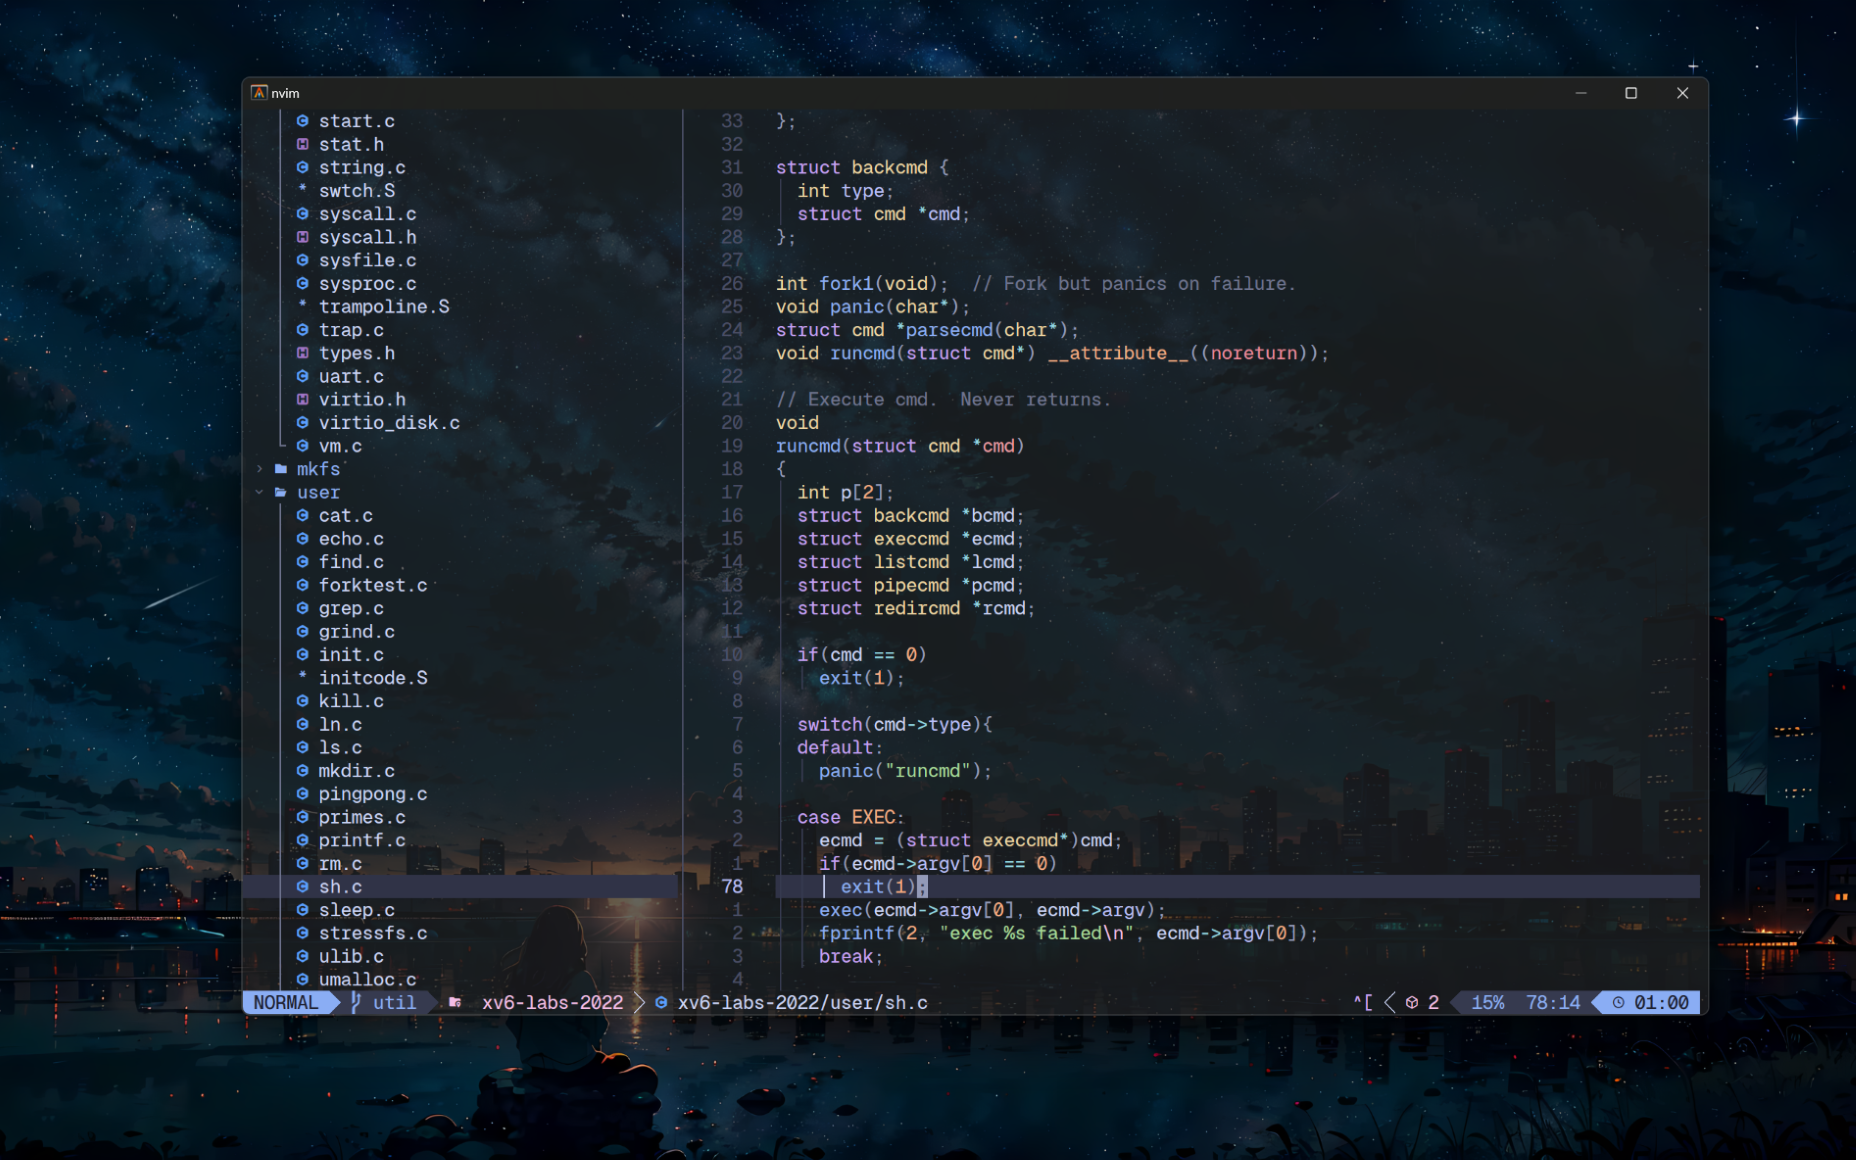 nvim
start.c
stat.h
string.c
* swtch.S
syscall.c
syscall.h
sysfile.c
sysproc.c
* trampoline.S
trap.c
types.h
uart.c
virtio.h
virtio_disk.c
vm.c
mkfs
user
cat.c
echo.c
find.c
forktest.c
grep.c
grind.c
init.c
* initcode.S
kill.c
ln.c
ls.c
mkdir.c
pingpong.c
primes.c
printf.c
rm.c
sh.c
sleep.c
stressfs.c
ulib.c
umalloc.c
33 };
32
31 struct backcmd {
30 int type;
29 struct cmd *cmd;
28 };
27
26 int fork1(void);  // Fork but panics on failure.
25 void panic(char*);
24 struct cmd *parsecmd(char*);
23 void runcmd(struct cmd*) __attribute__((noreturn));
22
21 // Execute cmd.  Never returns.
20 void
19 runcmd(struct cmd *cmd)
18 {
17 int p[2];
16 struct backcmd *bcmd;
15 struct execcmd *ecmd;
14 struct listcmd *lcmd;
13 struct pipecmd *pcmd;
12 struct redircmd *rcmd;
11
10 if(cmd == 0)
9 exit(1);
8
7 switch(cmd->type){
6 default:
5 panic("runcmd");
4
3 case EXEC:
2 ecmd = (struct execcmd*)cmd;
1 if(ecmd->argv[0] == 0)
78 exit(1);
1 exec(ecmd->argv[0], ecmd->argv);
2 fprintf(2, "exec %s failed\n", ecmd->argv[0]);
3 break;
4
NORMAL util xv6-labs-2022 xv6-labs-2022/user/sh.c ^[ 2 15% 78:14 01:00